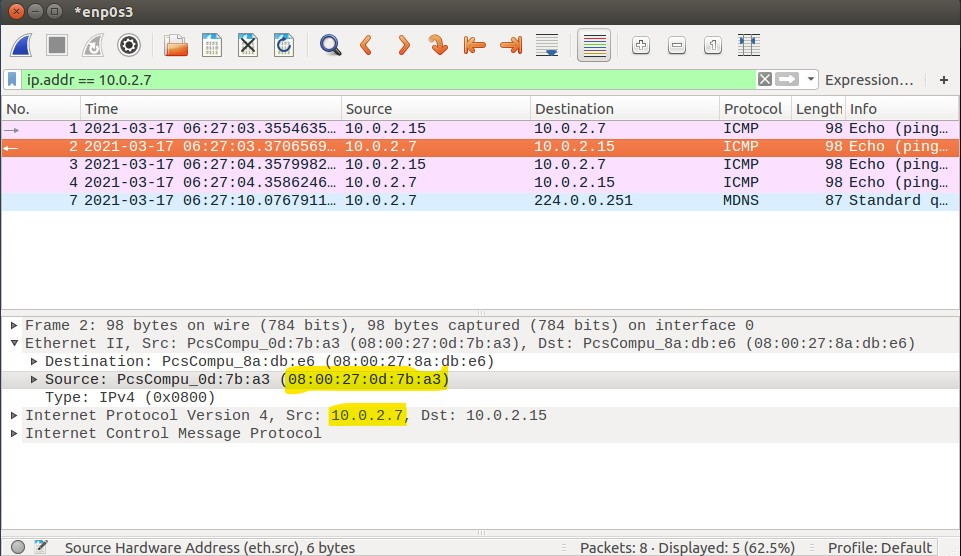 *enp0s3
ip.addr == 10.0.2.7 Expression… +
No. Time Source Destination Protocol Length Info
1 2021-03-17 06:27:03.3554635… 10.0.2.15 10.0.2.7 ICMP 98 Echo (ping…
2 2021-03-17 06:27:03.3706569… 10.0.2.7 10.0.2.15 ICMP 98 Echo (ping…
3 2021-03-17 06:27:04.3579982… 10.0.2.15 10.0.2.7 ICMP 98 Echo (ping…
4 2021-03-17 06:27:04.3586246… 10.0.2.7 10.0.2.15 ICMP 98 Echo (ping…
7 2021-03-17 06:27:10.0767911… 10.0.2.7 224.0.0.251 MDNS 87 Standard q…
Frame 2: 98 bytes on wire (784 bits), 98 bytes captured (784 bits) on interface 0
Ethernet II, Src: PcsCompu_0d:7b:a3 (08:00:27:0d:7b:a3), Dst: PcsCompu_8a:db:e6 (08:00:27:8a:db:e6)
Destination: PcsCompu_8a:db:e6 (08:00:27:8a:db:e6)
Source: PcsCompu_0d:7b:a3 (08:00:27:0d:7b:a3)
Type: IPv4 (0x0800)
Internet Protocol Version 4, Src: 10.0.2.7, Dst: 10.0.2.15
Internet Control Message Protocol
Source Hardware Address (eth.src), 6 bytes Packets: 8 · Displayed: 5 (62.5%) Profile: Default